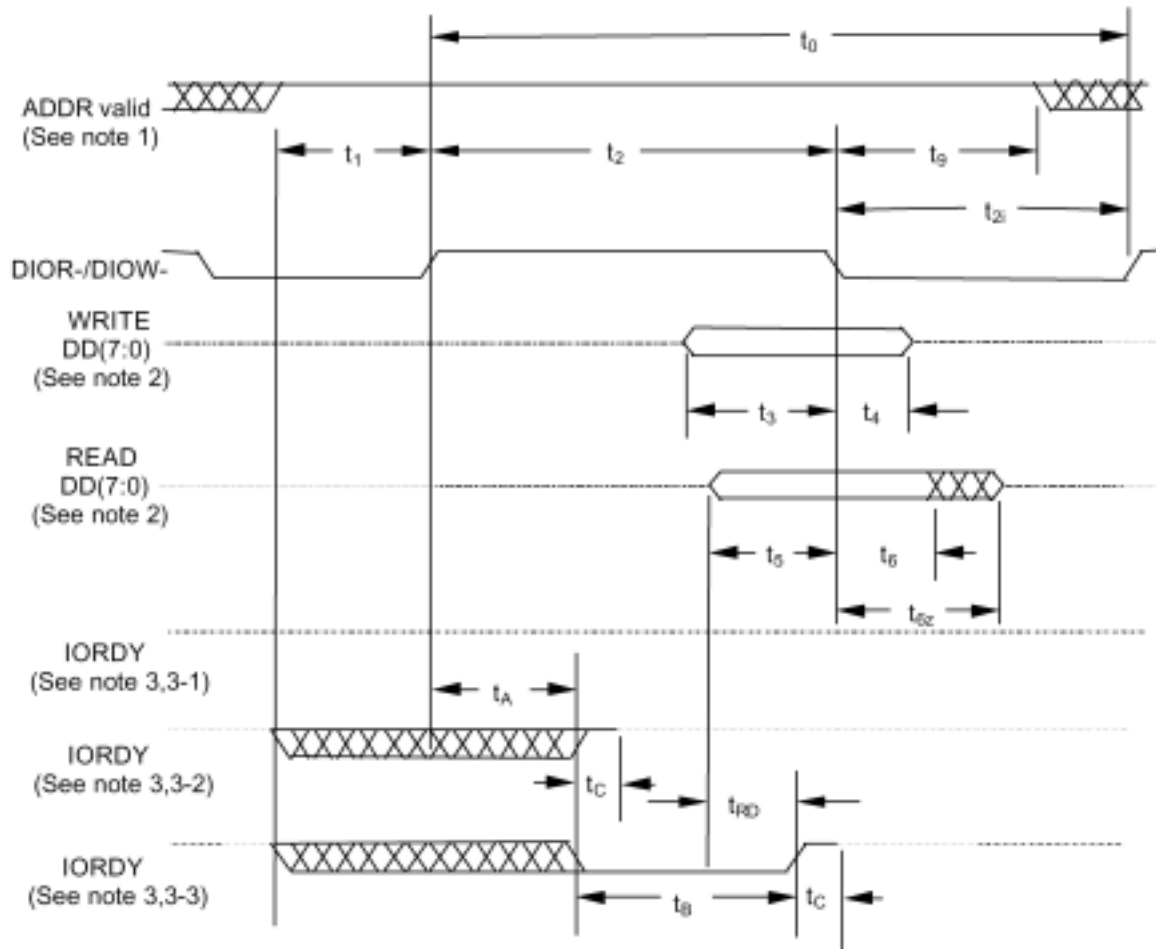 t0
ADDR valid
(See note 1)
t1
t2
t9
t2i
DIOR-/DIOW-
WRITE
DD(7:0)
(See note 2)
t3
t4
READ
DD(7:0)
(See note 2)
t5
t6
t6z
IORDY
(See note 3,3-1)
tA
IORDY
(See note 3,3-2)
tC
tRD
IORDY
(See note 3,3-3)
tB
tC